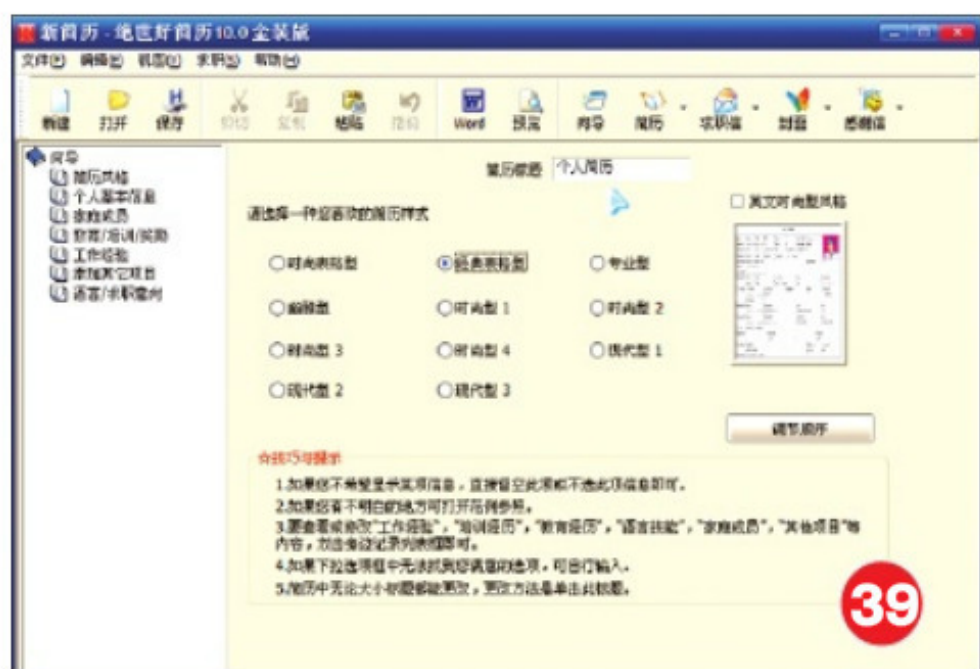 新简历 - 绝世好简历10.0金装版
文件(F) 编辑(E) 视图(V) 求职(S) 帮助(H)
新建 打开 保存 剪切 复制 粘贴 撤消 Word 预览 向导 简历 求职信 封面 感谢信
向导
简历风格
个人基本信息
家庭成员
教育/培训/奖励
工作经验
参加其它项目
语言/求职意向
简历标题 个人简历
请选择一种您喜欢的简历样式
英文时尚型风格
时尚表格型 经典表格型 专业型
时尚型 1 时尚型 2
时尚型 3 时尚型 4 现代型 1
现代型 2 现代型 3
调节顺序
☆技巧与提示
1.如果您不希望显示某项信息，直接留空此项或不选此项信息即可。
2.如果您有不明白的地方可打开范例参照。
3.要查看或修改"工作经验"，"培训经历"，"教育经历"，"语言技能"，"家庭成员"，"其他项目"等
内容，双击该记录列表框即可。
4.如果下拉选项框中无法找到您满意的选项，可自行输入。
5.简历中无论大小标题都能更改，更改方法是单击此标题。
39